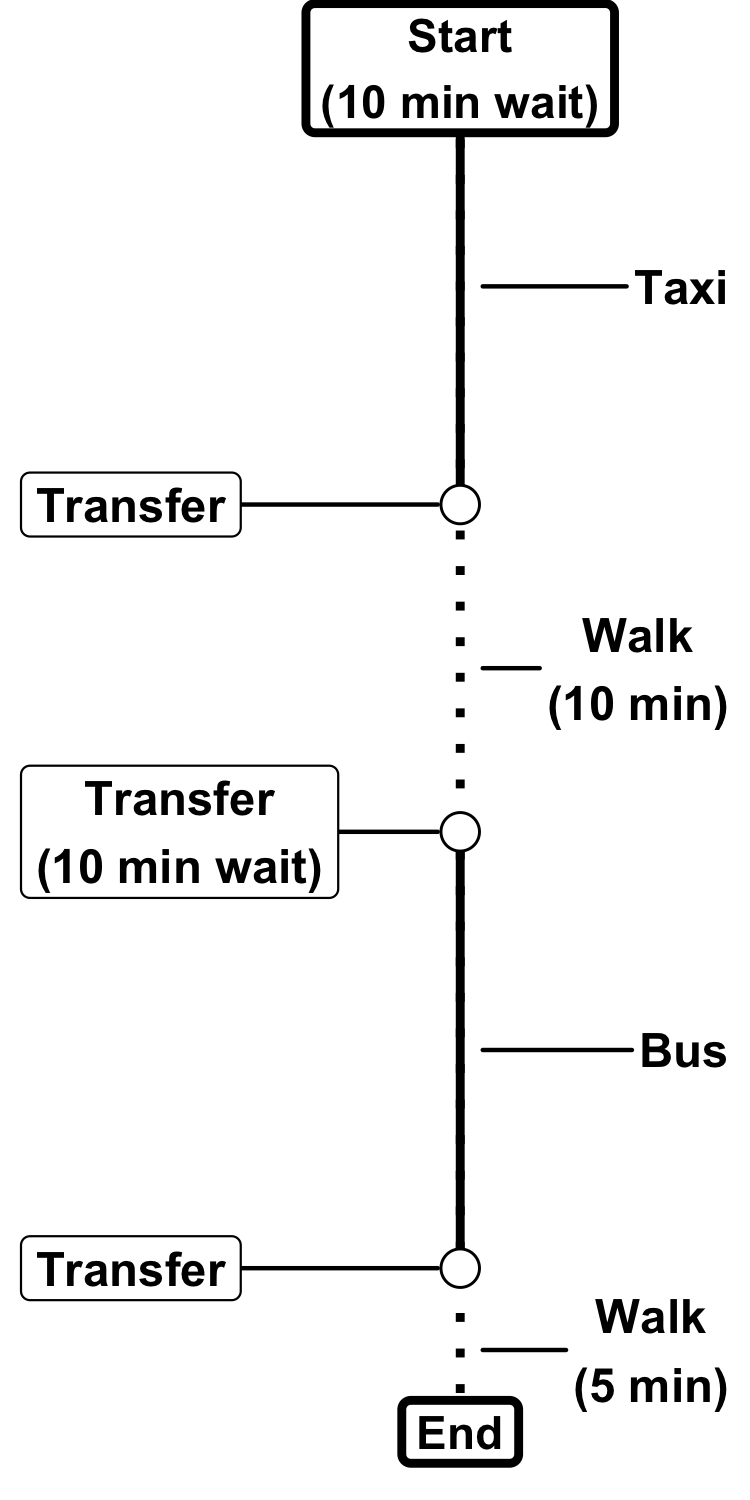 Start
(10 min wait)
Taxi
Transfer
Walk
(10 min)
Transfer
(10 min wait)
Bus
Transfer
Walk
(5 min)
End